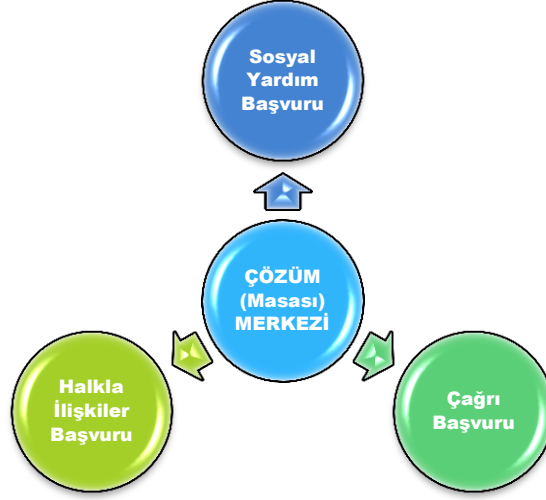 Sosyal
Yardım
Başvuru
ÇÖZÜM
(Masası)
MERKEZİ
Halkla
İlişkiler
Başvuru
Çağrı
Başvuru